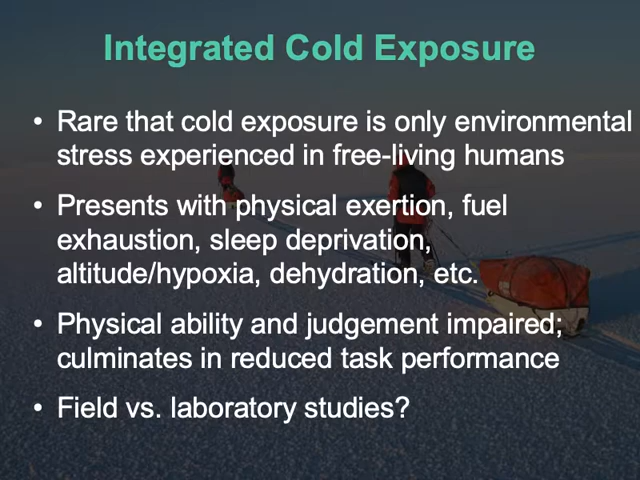 Integrated Cold Exposure
• Rare that cold exposure is only environmental
stress experienced in free-living humans
• Presents with physical exertion, fuel
exhaustion, sleep deprivation,
altitude/hypoxia, dehydration, etc.
• Physical ability and judgement impaired;
culminates in reduced task performance
• Field vs. laboratory studies?